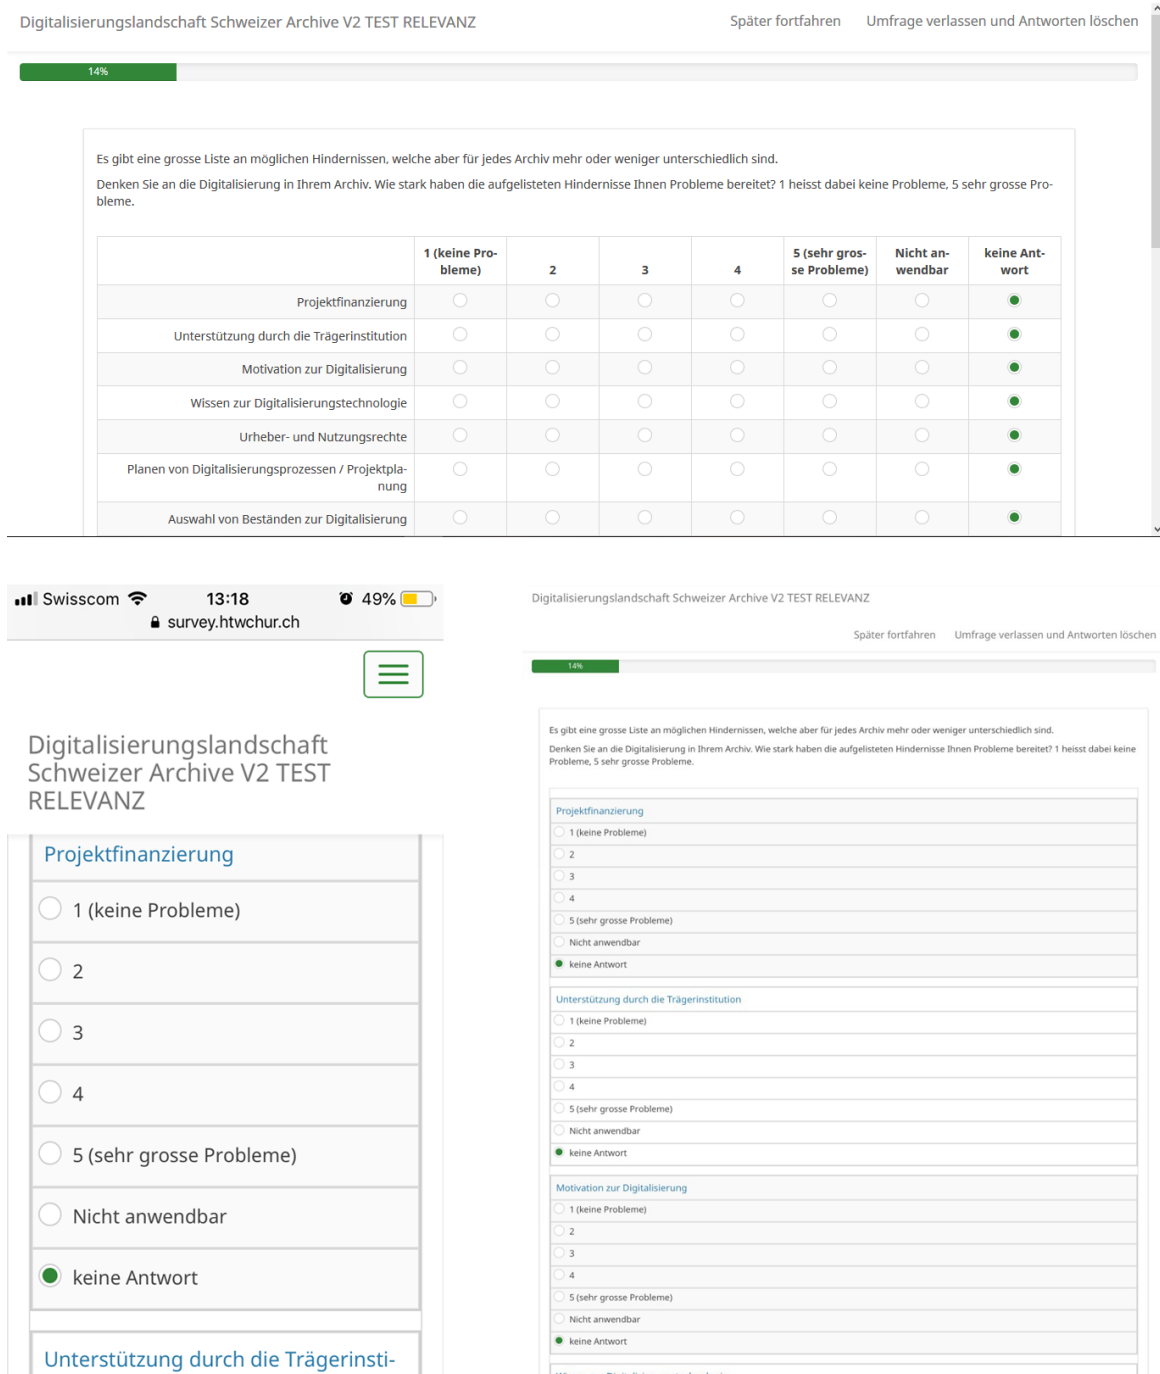 Digitalisierungslandschaft Schweizer Archive V2 TEST RELEVANZ Später fortfahren Umfrage verlassen und Antworten löschen
14%
Es gibt eine grosse Liste an möglichen Hindernissen, welche aber für jedes Archiv mehr oder weniger unterschiedlich sind.
Denken Sie an die Digitalisierung in Ihrem Archiv. Wie stark haben die aufgelisteten Hindernisse Ihnen Probleme bereitet? 1 heisst dabei keine Probleme, 5 sehr grosse Pro-
bleme.
1 (keine Pro-
bleme) 2 3 4 5 (sehr gros-
se Probleme) Nicht an-
wendbar keine Ant-
wort
Projektfinanzierung
Unterstützung durch die Trägerinstitution
Motivation zur Digitalisierung
Wissen zur Digitalisierungstechnologie
Urheber- und Nutzungsrechte
Planen von Digitalisierungsprozessen / Projektpla-
nung
Auswahl von Beständen zur Digitalisierung
Swisscom 13:18 49%
survey.htwchur.ch
Digitalisierungslandschaft
Schweizer Archive V2 TEST
RELEVANZ
Projektfinanzierung
1 (keine Probleme)
2
3
4
5 (sehr grosse Probleme)
Nicht anwendbar
keine Antwort
Unterstützung durch die Trägerinsti-
Digitalisierungslandschaft Schweizer Archive V2 TEST RELEVANZ
Später fortfahren Umfrage verlassen und Antworten löschen
14%
Es gibt eine grosse Liste an möglichen Hindernissen, welche aber für jedes Archiv mehr oder weniger unterschiedlich sind.
Denken Sie an die Digitalisierung in Ihrem Archiv. Wie stark haben die aufgelisteten Hindernisse Ihnen Probleme bereitet? 1 heisst dabei keine
Probleme, 5 sehr grosse Probleme.
Projektfinanzierung
1 (keine Probleme)
2
3
4
5 (sehr grosse Probleme)
Nicht anwendbar
keine Antwort
Unterstützung durch die Trägerinstitution
1 (keine Probleme)
2
3
4
5 (sehr grosse Probleme)
Nicht anwendbar
keine Antwort
Motivation zur Digitalisierung
1 (keine Probleme)
2
3
4
5 (sehr grosse Probleme)
Nicht anwendbar
keine Antwort